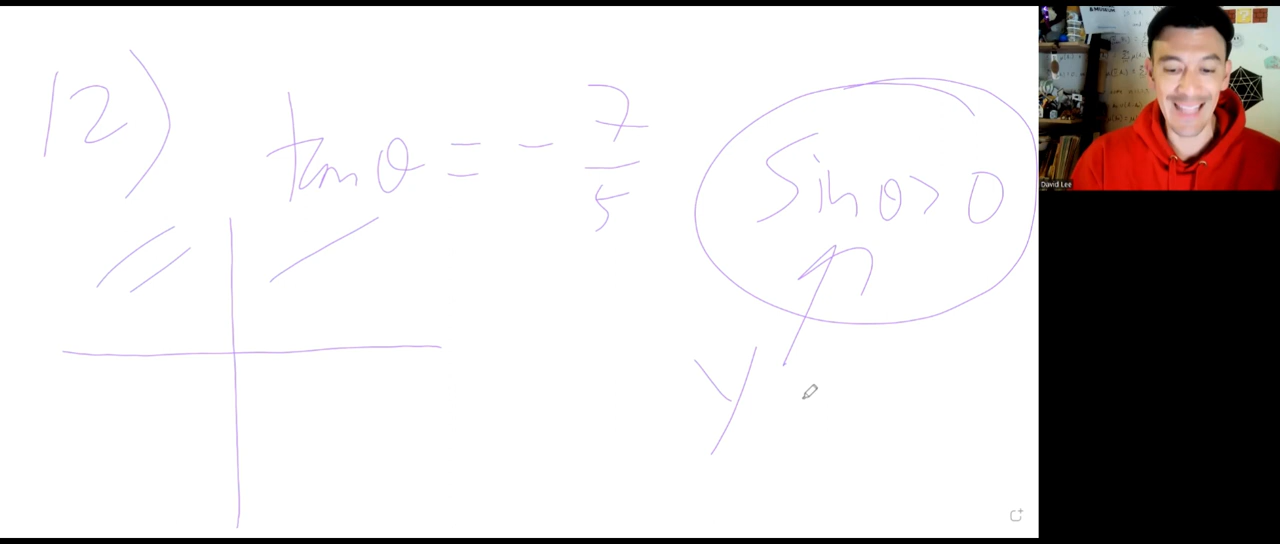 12) tan θ = - 7/5 sin θ > 0
y
David Lee